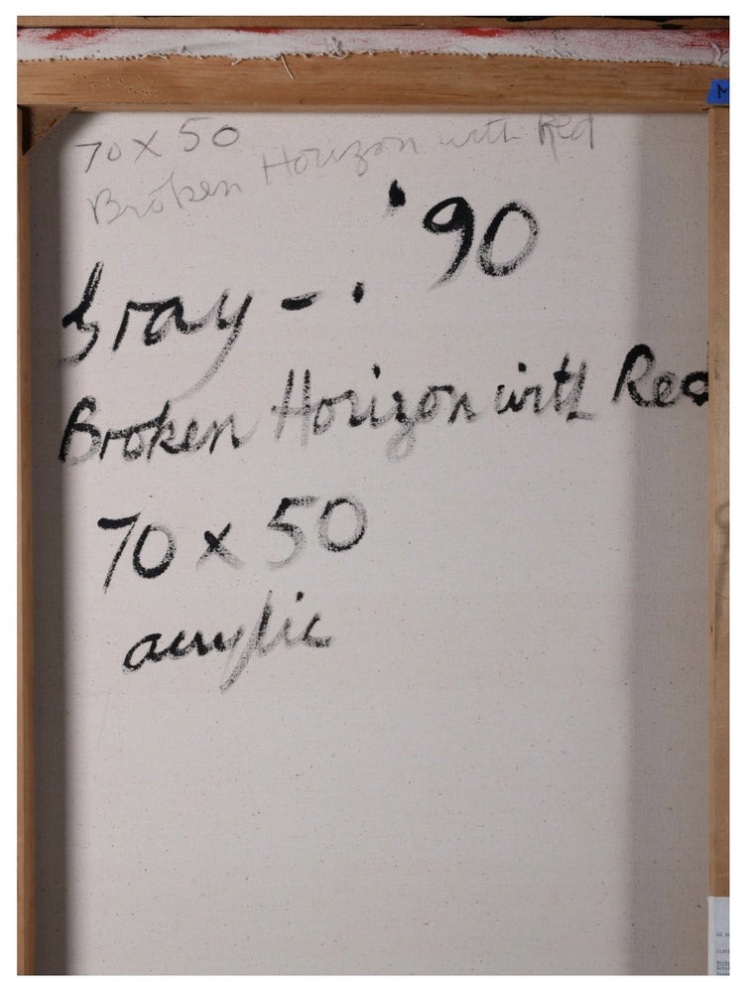 70 x 50
Broken Horizon with Red
'90
Gray - .
Broken Horizon with Red
70 x 50
acrylic
M